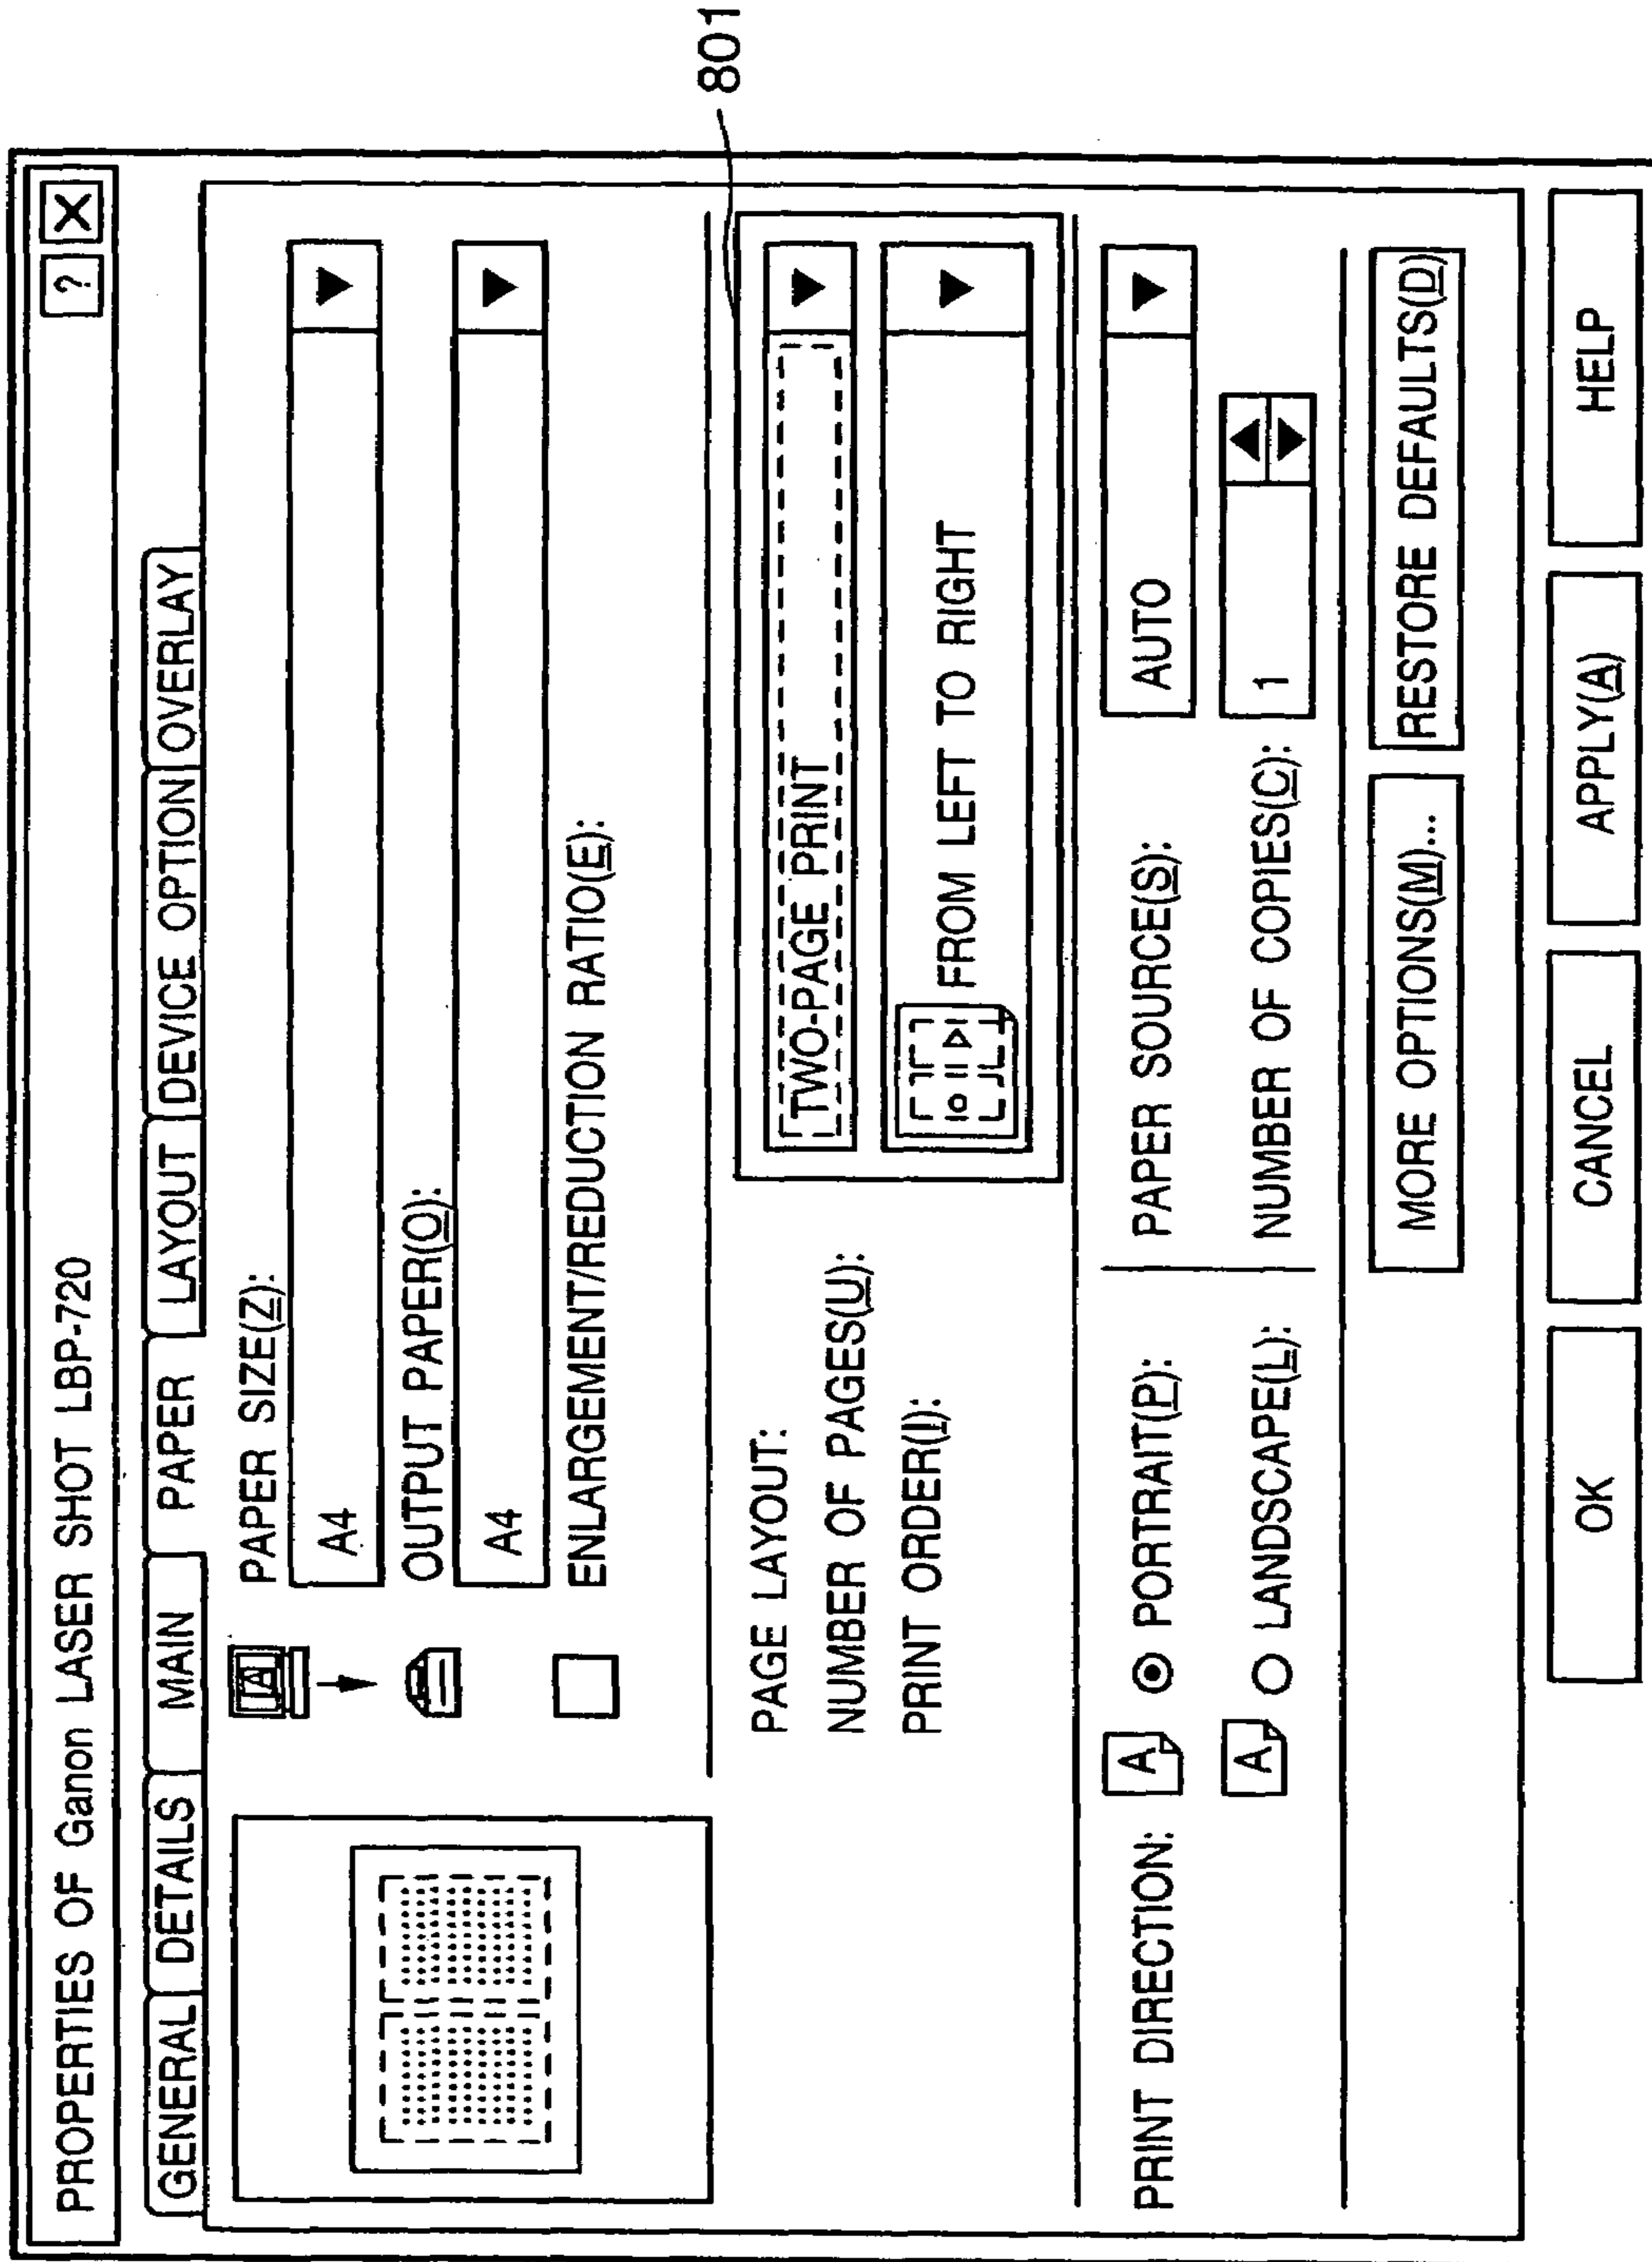 PROPERTIES OF Ganon LASER SHOT LBP-720
? X
GENERAL DETAILS MAIN PAPER LAYOUT DEVICE OPTION OVERLAY
A
PAPER SIZE(Z):
A4
OUTPUT PAPER(O):
A4
ENLARGEMENT/REDUCTION RATIO(E):
801
PAGE LAYOUT:
NUMBER OF PAGES(U):
TWO-PAGE PRINT
PRINT ORDER(I):
FROM LEFT TO RIGHT
PRINT DIRECTION:
A
PORTRAIT(P):
A
LANDSCAPE(L):
PAPER SOURCE(S):
AUTO
NUMBER OF COPIES(C):
1
MORE OPTIONS(M)...
RESTORE DEFAULTS(D)
OK
CANCEL
APPLY(A)
HELP